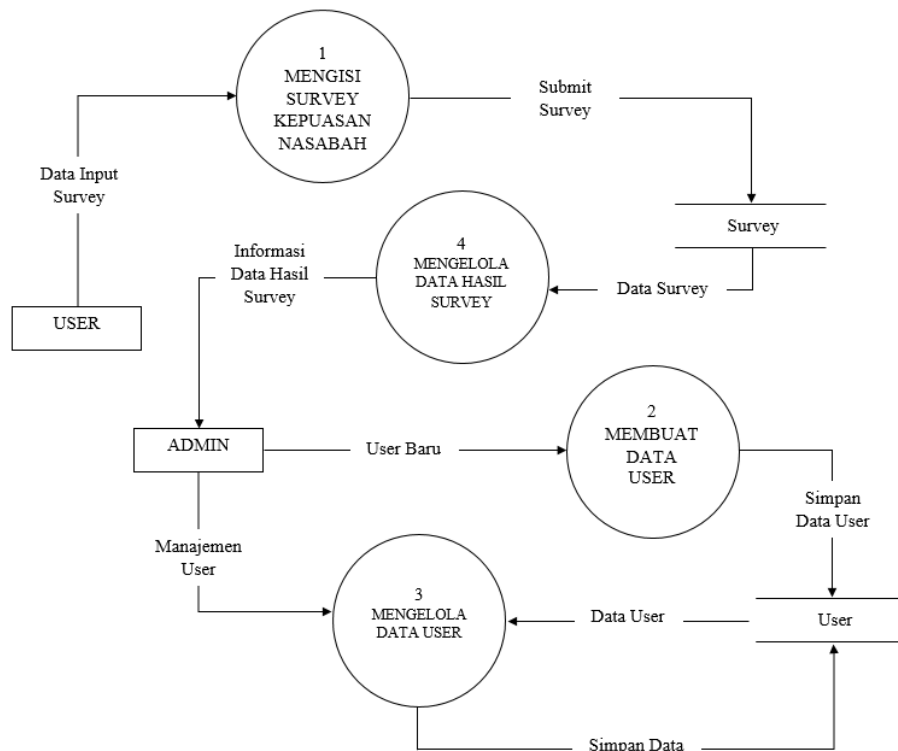 1
MENGISI
SURVEY
KEPUASAN
NASABAH
Submit
Survey
Data Input
Survey
Survey
4
MENGELOLA
DATA HASIL
SURVEY
Informasi
Data Hasil
Survey
Data Survey
USER
2
MEMBUAT
DATA
USER
ADMIN
User Baru
Simpan
Data User
Manajemen
User
3
MENGELOLA
DATA USER
Data User
User
Simpan Data